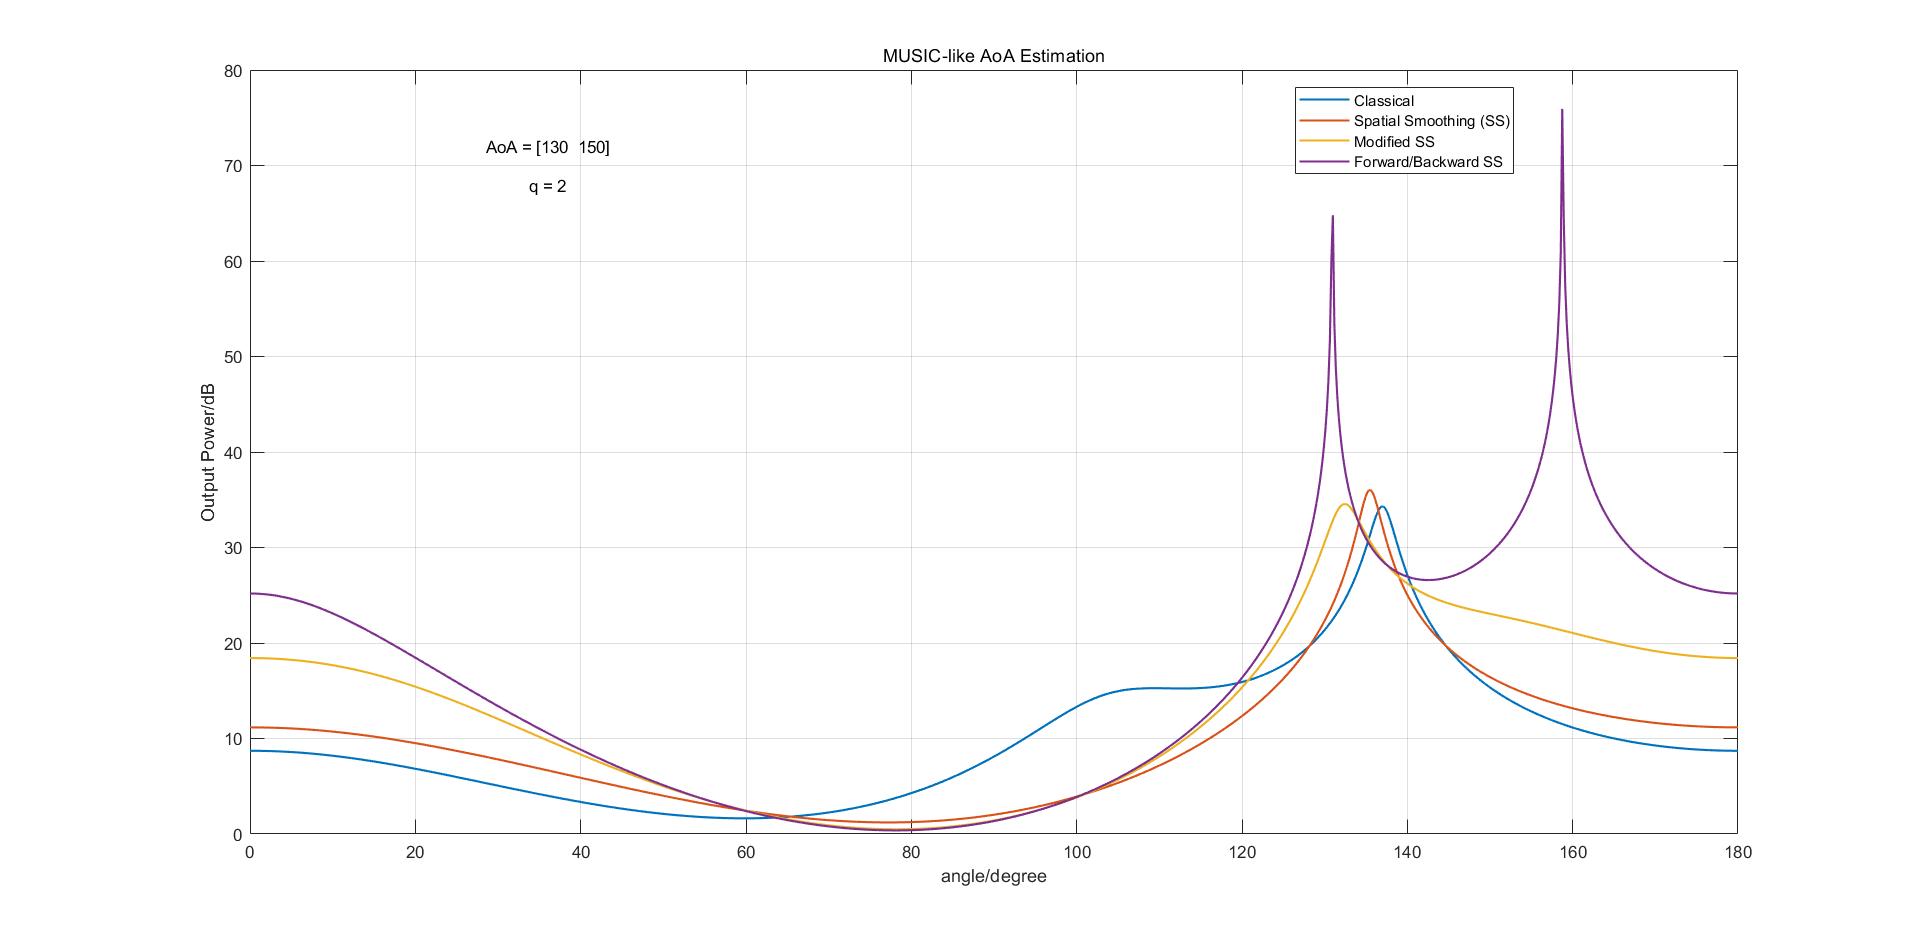 MUSIC-like AoA Estimation
80
70
60
50
40
30
20
10
0
Output Power/dB
AoA = [130  150]
q = 2
Classical
Spatial Smoothing (SS)
Modified SS
Forward/Backward SS
0 20 40 60 80 100 120 140 160 180
angle/degree